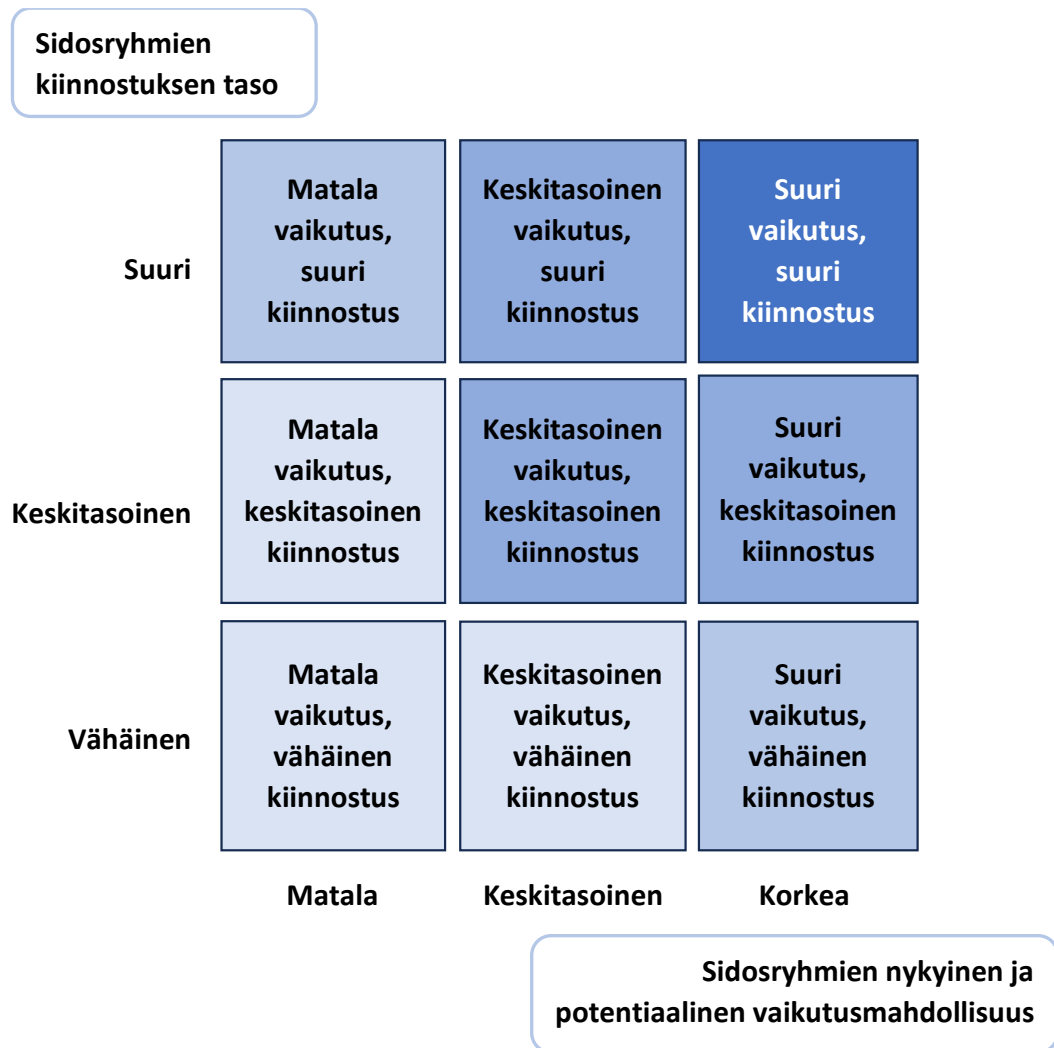 Sidosryhmien
kiinnostuksen taso
Suuri
Matala
vaikutus,
suuri
kiinnostus
Keskitasoinen
vaikutus,
suuri
kiinnostus
Suuri
vaikutus,
suuri
kiinnostus
Keskitasoinen
Matala
vaikutus,
keskitasoinen
kiinnostus
Keskitasoinen
vaikutus,
keskitasoinen
kiinnostus
Suuri
vaikutus,
keskitasoinen
kiinnostus
Vähäinen
Matala
vaikutus,
vähäinen
kiinnostus
Keskitasoinen
vaikutus,
vähäinen
kiinnostus
Suuri
vaikutus,
vähäinen
kiinnostus
Matala
Keskitasoinen
Korkea
Sidosryhmien nykyinen ja
potentiaalinen vaikutusmahdollisuus